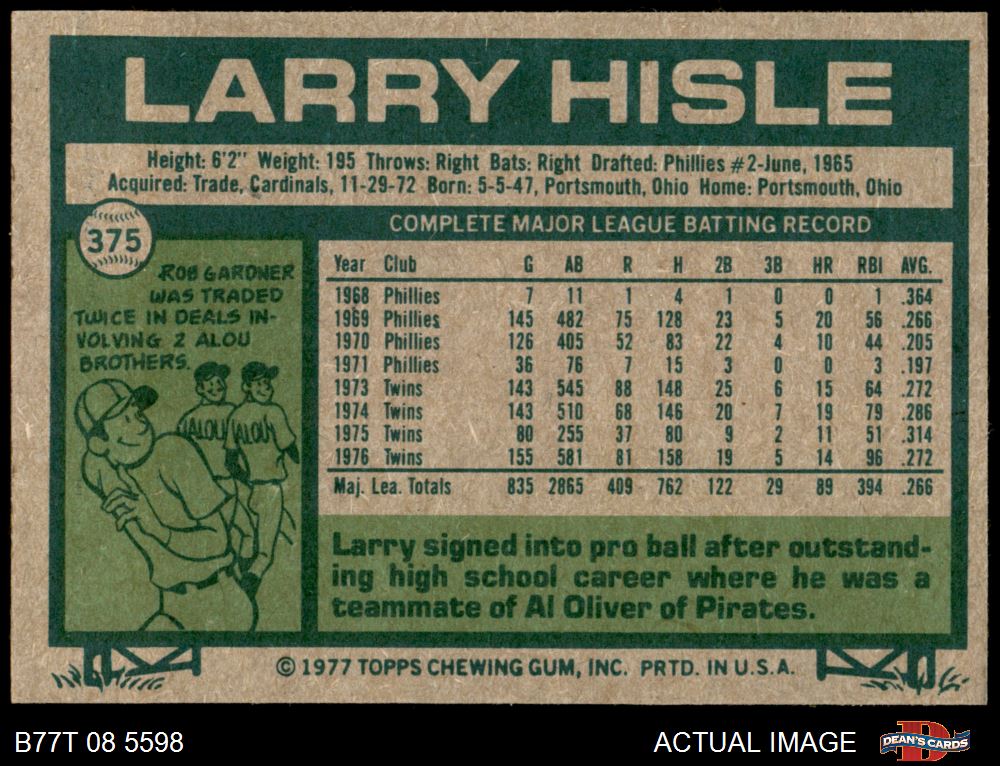 LARRY HISLE
Height: 6'2" Weight: 195 Throws: Right Bats: Right Drafted: Phillies #2-June, 1965
Acquired: Trade, Cardinals, 11-29-72 Born: 5-5-47, Portsmouth, Ohio Home: Portsmouth, Ohio
375
ROB GARDNER
WAS TRADED
TWICE IN DEALS IN-
VOLVING 2 ALOU
BROTHERS.
ALOU ALOU
COMPLETE MAJOR LEAGUE BATTING RECORD
Year Club G AB R H 2B 3B HR RBI AVG.
1968 Phillies 7 11 1 4 1 0 0 1 .364
1969 Phillies 145 482 75 128 23 5 20 56 .266
1970 Phillies 126 405 52 83 22 4 10 44 .205
1971 Phillies 36 76 7 15 3 0 0 3 .197
1973 Twins 143 545 88 148 25 6 15 64 .272
1974 Twins 143 510 68 146 20 7 19 79 .286
1975 Twins 80 255 37 80 9 2 11 51 .314
1976 Twins 155 581 81 158 19 5 14 96 .272
Maj. Lea. Totals 835 2865 409 762 122 29 89 394 .266
Larry signed into pro ball after outstand-
ing high school career where he was a
teammate of Al Oliver of Pirates.
© 1977 TOPPS CHEWING GUM, INC. PRTD. IN U.S.A.
B77T 08 5598
ACTUAL IMAGE
D
DEAN'S CARDS